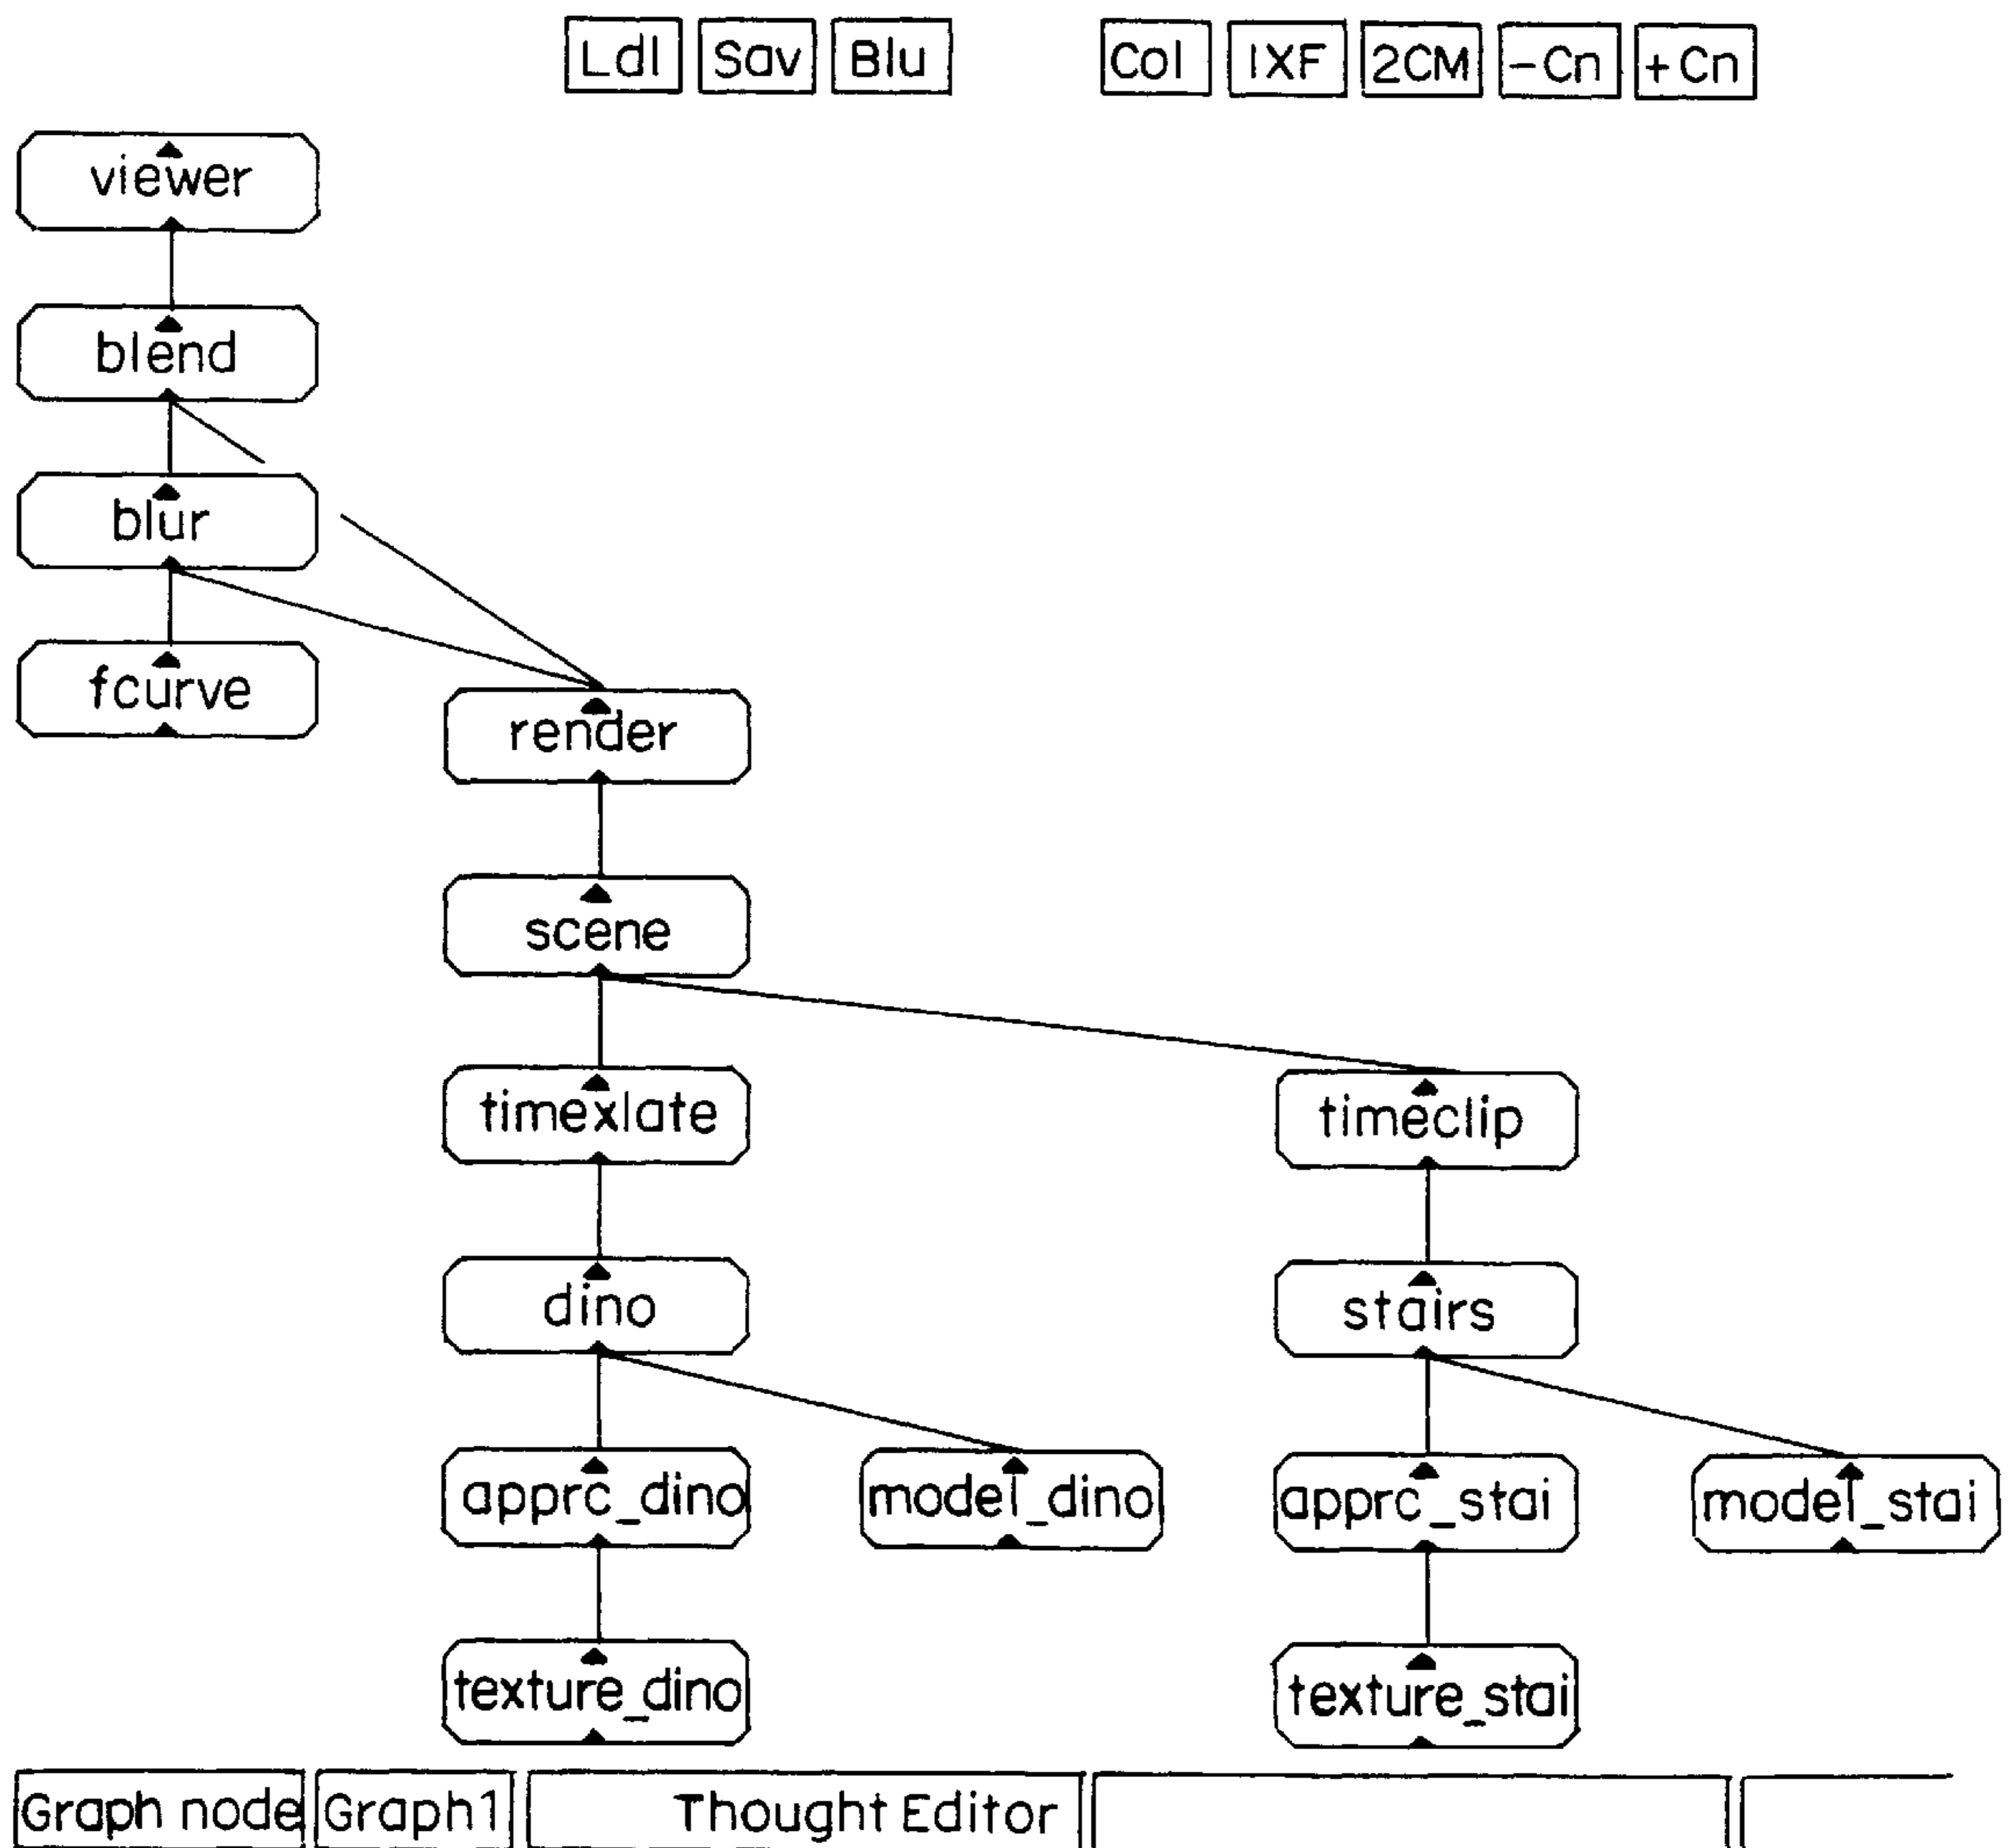 Ldl Sav Blu Col 1XF 2CM -Cn +Cn
viewer
blend
blur
fcurve
render
scene
timexlate timeclip
dino stairs
apprc_dino model_dino apprc_stai model_stai
texture_dino texture_stai
Graph node Graph1 Thought Editor